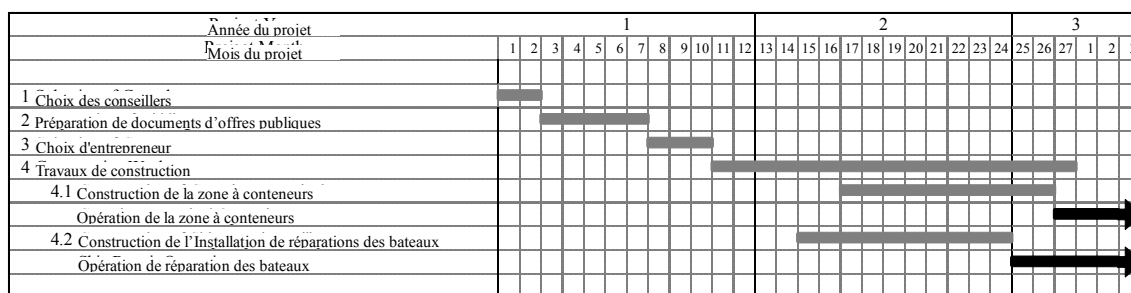 Année du projet 1 2 3
Mois du projet 1 2 3 4 5 6 7 8 9 10 11 12 13 14 15 16 17 18 19 20 21 22 23 24 25 26 27 1 2
1 Choix des conseillers
2 Préparation de documents d’offres publiques
3 Choix d'entrepreneur
4 Travaux de construction
4.1 Construction de la zone à conteneurs
Opération de la zone à conteneurs
4.2 Construction de l’Installation de réparations des bateaux
Opération de réparation des bateaux